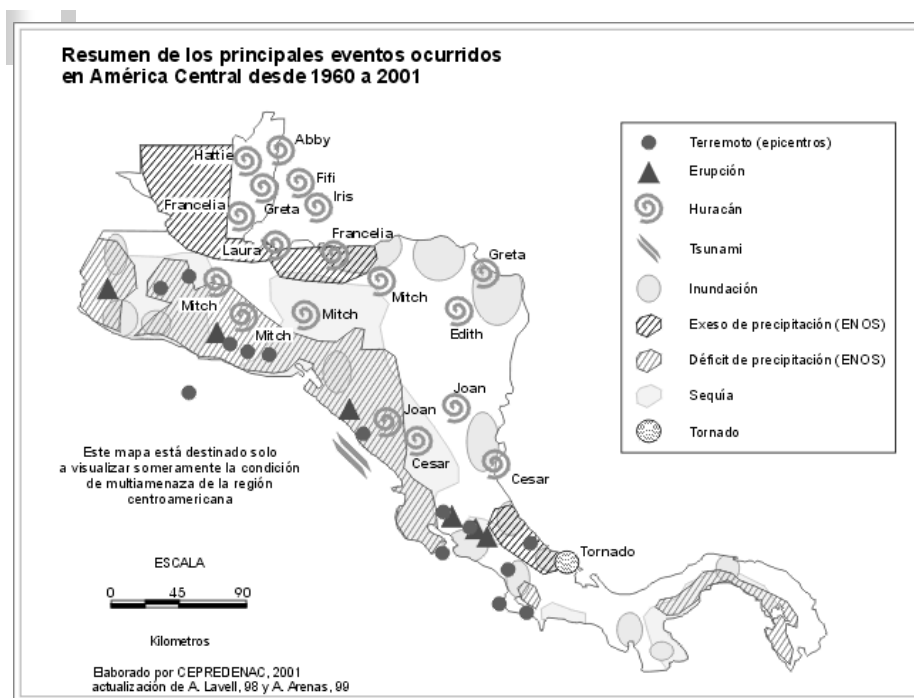 Resumen de los principales eventos ocurridos
en América Central desde 1960 a 2001
Abby
Hattie
Fifi
Iris
Francelia
Greta
Laura
Francelia
Greta
Mitch
Mitch
Mitch
Mitch
Edith
Joan
Joan
Cesar
Cesar
Tornado
Terremoto (epicentros)
Erupción
Huracán
Tsunami
Inundación
Exeso de precipitación (ENOS)
Déficit de precipitación (ENOS)
Sequía
Tornado
Este mapa está destinado solo
a visualizar someramente la condición
de multiamenaza de la región
centroamericana
ESCALA
0 45 90
Kilometros
Elaborado por CEPREDENAC, 2001
actualización de A. Lavell, 98 y A. Arenas, 99